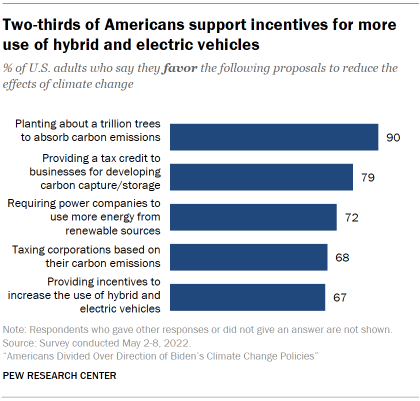 Two-thirds of Americans support incentives for more
use of hybrid and electric vehicles
% of U.S. adults who say they favor the following proposals to reduce the
effects of climate change
Planting about a trillion trees
to absorb carbon emissions
90
Providing a tax credit to
businesses for developing
carbon capture/storage
79
Requiring power companies to
use more energy from
renewable sources
72
Taxing corporations based on
their carbon emissions
68
Providing incentives to
increase the use of hybrid and
electric vehicles
67
Note: Respondents who gave other responses or did not give an answer are not shown.
Source: Survey conducted May 2-8, 2022.
“Americans Divided Over Direction of Biden’s Climate Change Policies”
PEW RESEARCH CENTER